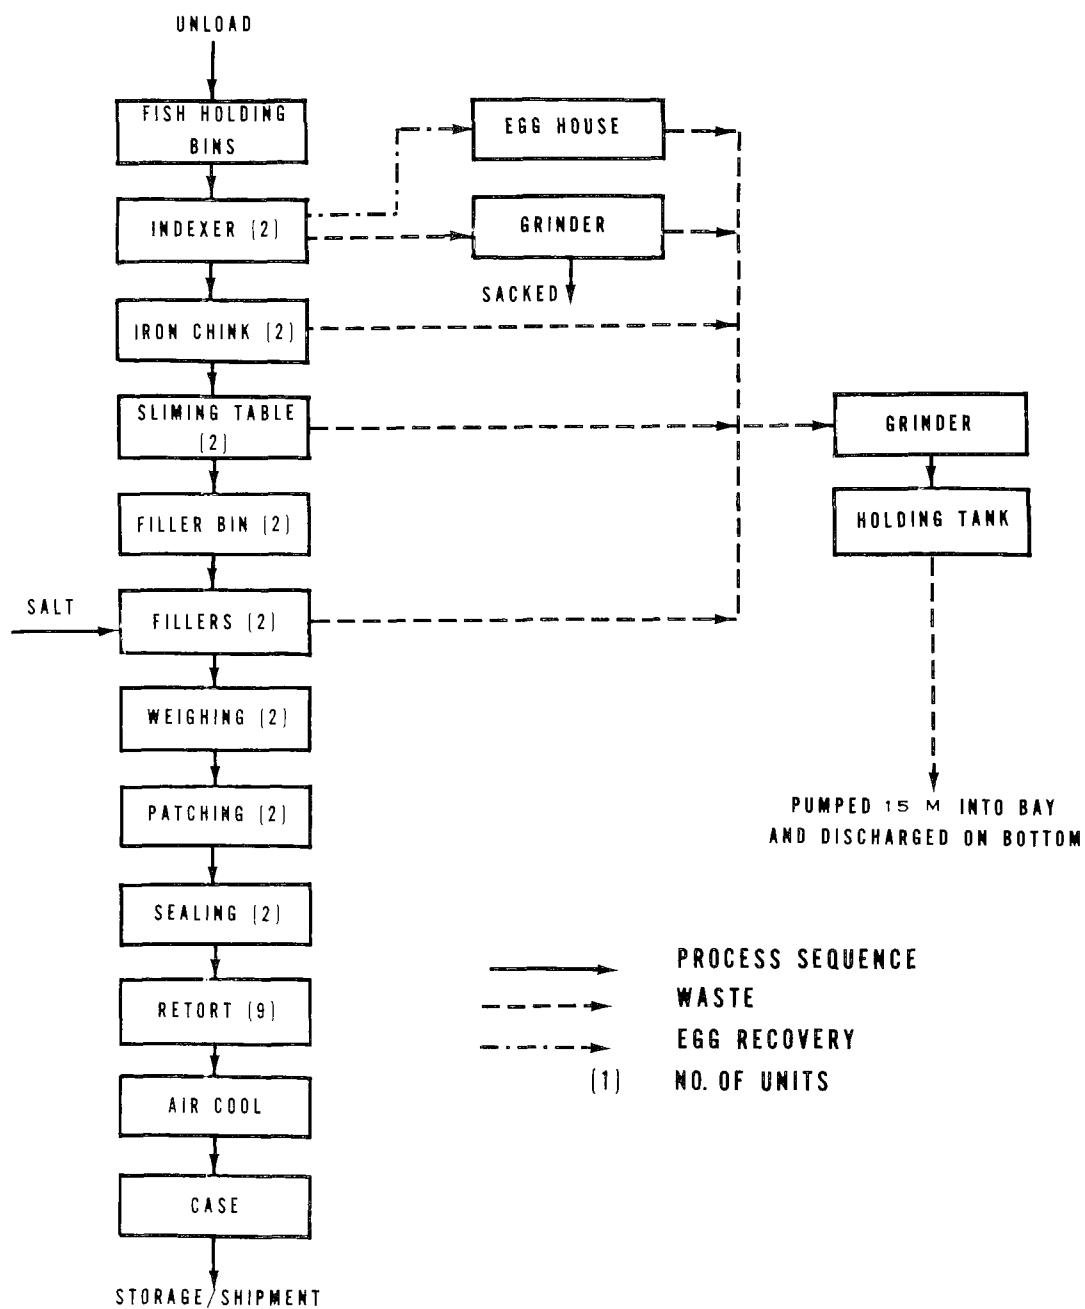 UNLOAD
FISH HOLDING
BINS
EGG HOUSE
INDEXER (2)
GRINDER
SACKED
IRON CHINK (2)
SLIMING TABLE
(2)
GRINDER
FILLER BIN (2)
HOLDING TANK
SALT
FILLERS (2)
WEIGHING (2)
PATCHING (2)
PUMPED 15 M INTO BAY
AND DISCHARGED ON BOTTOM
SEALING (2)
RETORT (9)
AIR COOL
CASE
STORAGE/SHIPMENT
PROCESS SEQUENCE
WASTE
EGG RECOVERY
(1) NO. OF UNITS